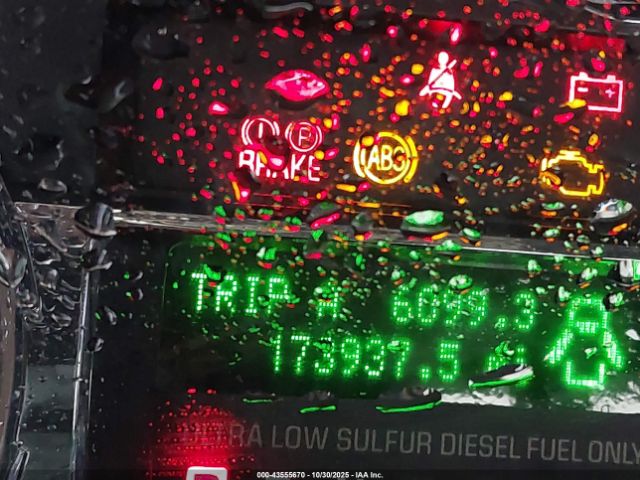 BRAKE
ABS
TRIP A 6099.3
173937.5
ULTRA LOW SULFUR DIESEL FUEL ONLY
000-43555670 - 10/30/2025 - IAA Inc.